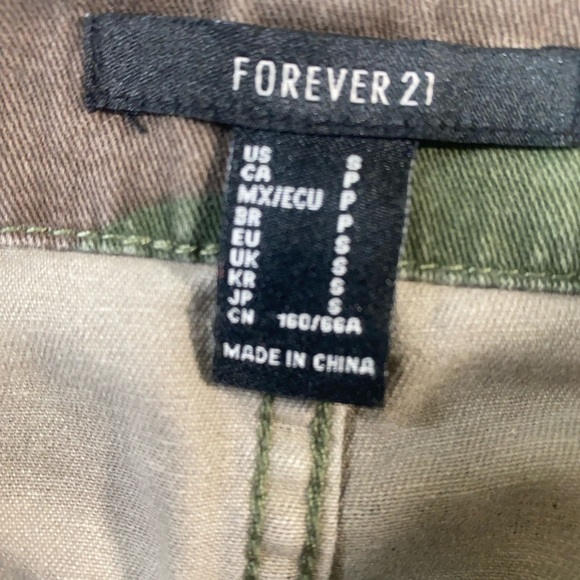 FOREVER 21
US S
CA P
MX/ECU P
BR P
EU S
UK S
KR S
JP S
CN 160/66A
MADE IN CHINA